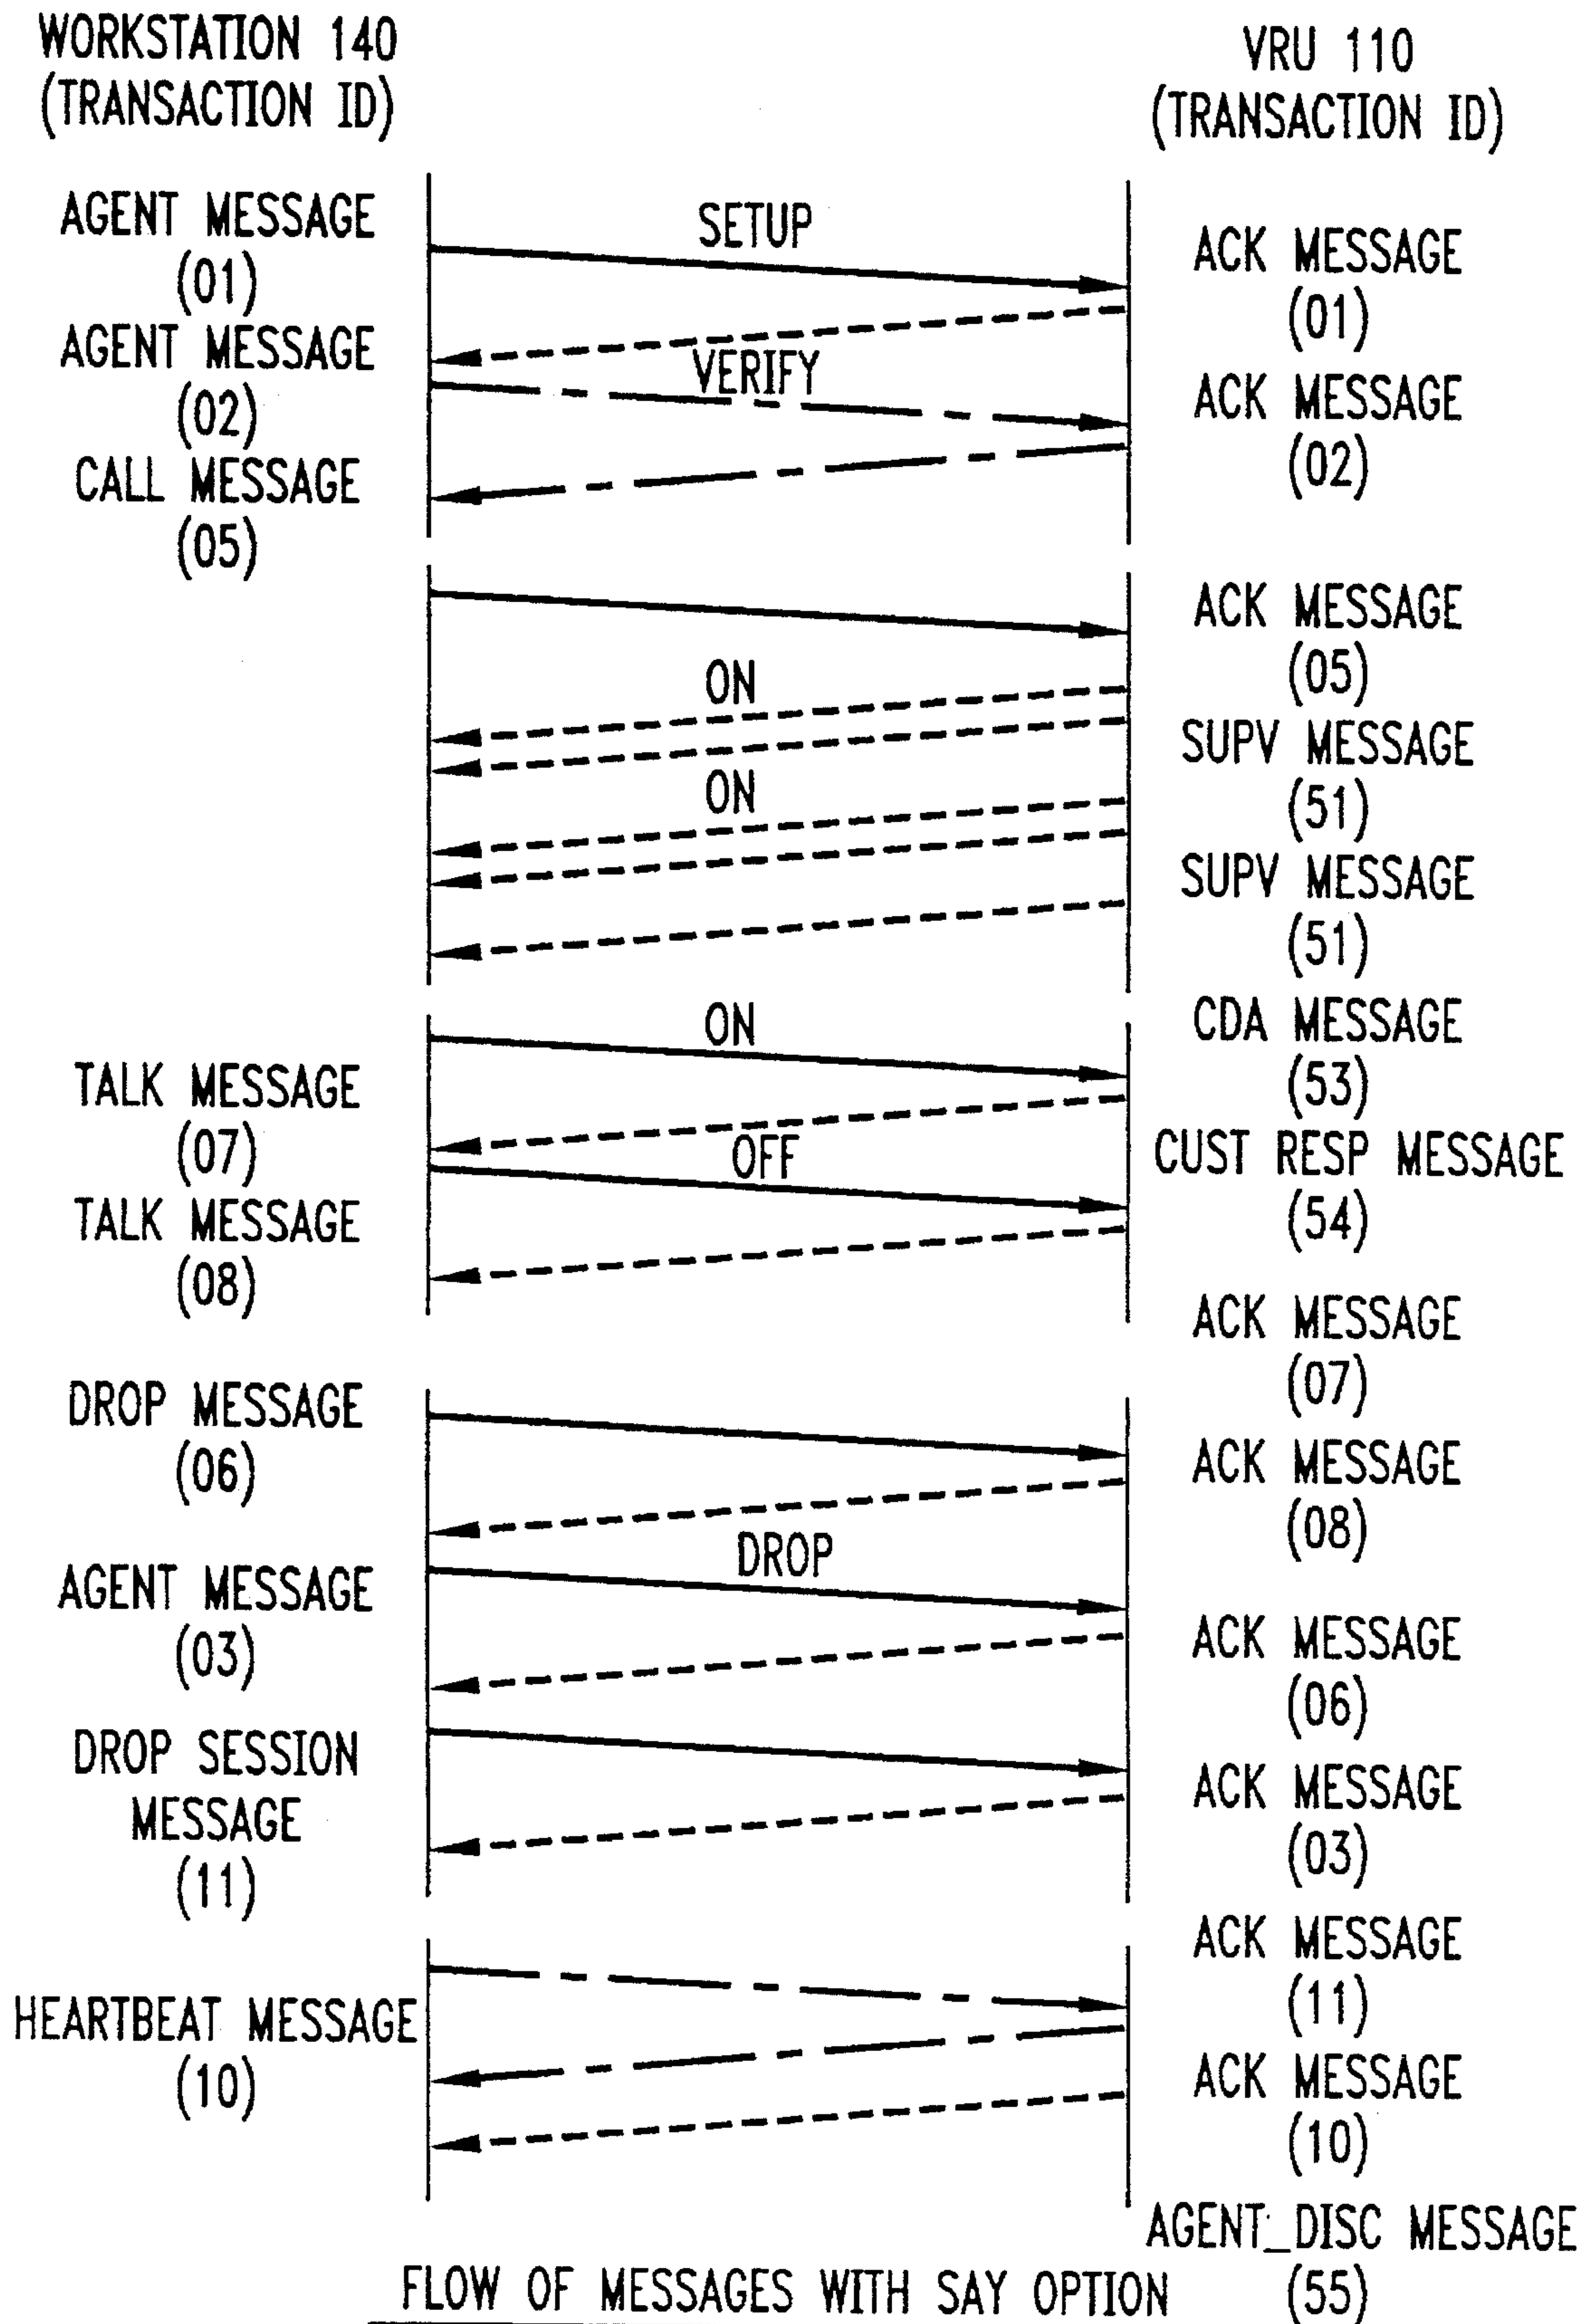 WORKSTATION 140
(TRANSACTION ID)
VRU 110
(TRANSACTION ID)
AGENT MESSAGE
(01)
SETUP
ACK MESSAGE
(01)
AGENT MESSAGE
(02)
VERIFY
ACK MESSAGE
(02)
CALL MESSAGE
(05)
ACK MESSAGE
(05)
ON
SUPV MESSAGE
(51)
ON
SUPV MESSAGE
(51)
ON
CDA MESSAGE
(53)
TALK MESSAGE
(07)
OFF
CUST RESP MESSAGE
(54)
TALK MESSAGE
(08)
ACK MESSAGE
(07)
DROP MESSAGE
(06)
ACK MESSAGE
(08)
DROP
AGENT MESSAGE
(03)
ACK MESSAGE
(06)
DROP SESSION
MESSAGE
(11)
ACK MESSAGE
(03)
ACK MESSAGE
(11)
HEARTBEAT MESSAGE
(10)
ACK MESSAGE
(10)
AGENT_DISC MESSAGE
(55)
FLOW OF MESSAGES WITH SAY OPTION